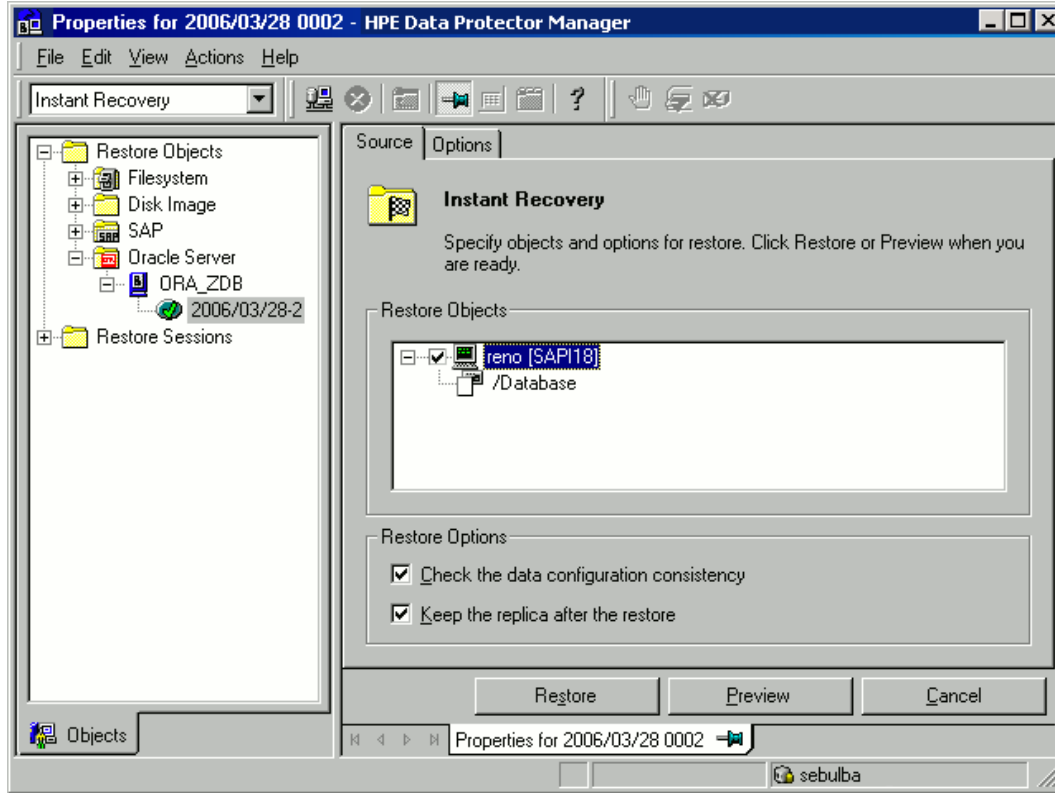 Properties for 2006/03/28 0002 - HPE Data Protector Manager
File Edit View Actions Help
Instant Recovery
Restore Objects
Filesystem
Disk Image
SAP
Oracle Server
ORA_ZDB
2006/03/28-2
Restore Sessions
Objects
Source Options
Instant Recovery
Specify objects and options for restore. Click Restore or Preview when you
are ready.
Restore Objects
reno [SAPI18]
/Database
Restore Options
Check the data configuration consistency
Keep the replica after the restore
Restore Preview Cancel
Properties for 2006/03/28 0002
sebulba